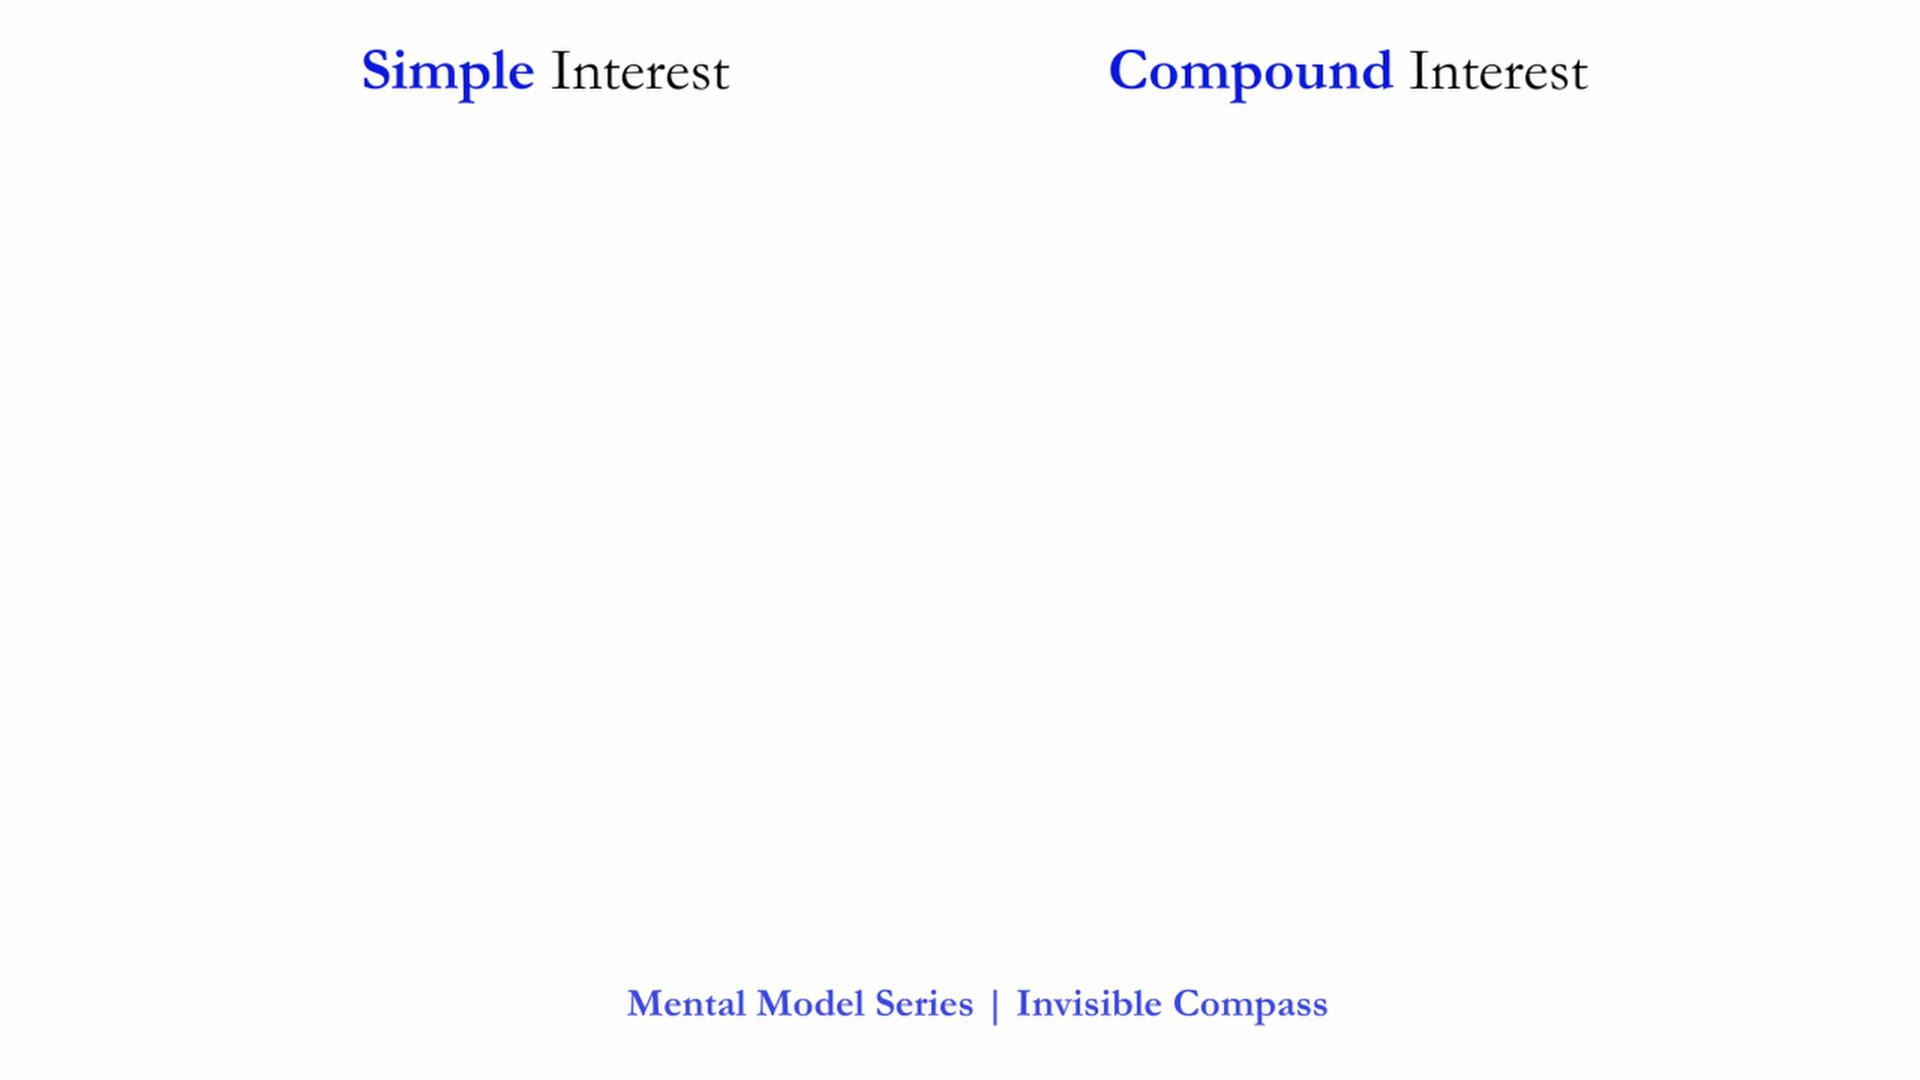 Simple Interest
Compound Interest
Mental Model Series | Invisible Compass